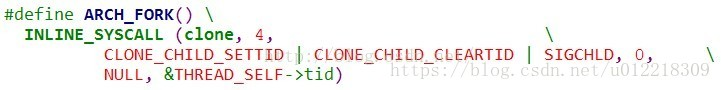 #define ARCH_FORK() \
INLINE_SYSCALL (clone, 4, \
CLONE_CHILD_SETTID | CLONE_CHILD_CLEARTID | SIGCHLD, 0, \
NULL, &THREAD_SELF->tid)
https://blog.csdn.net/u012218309